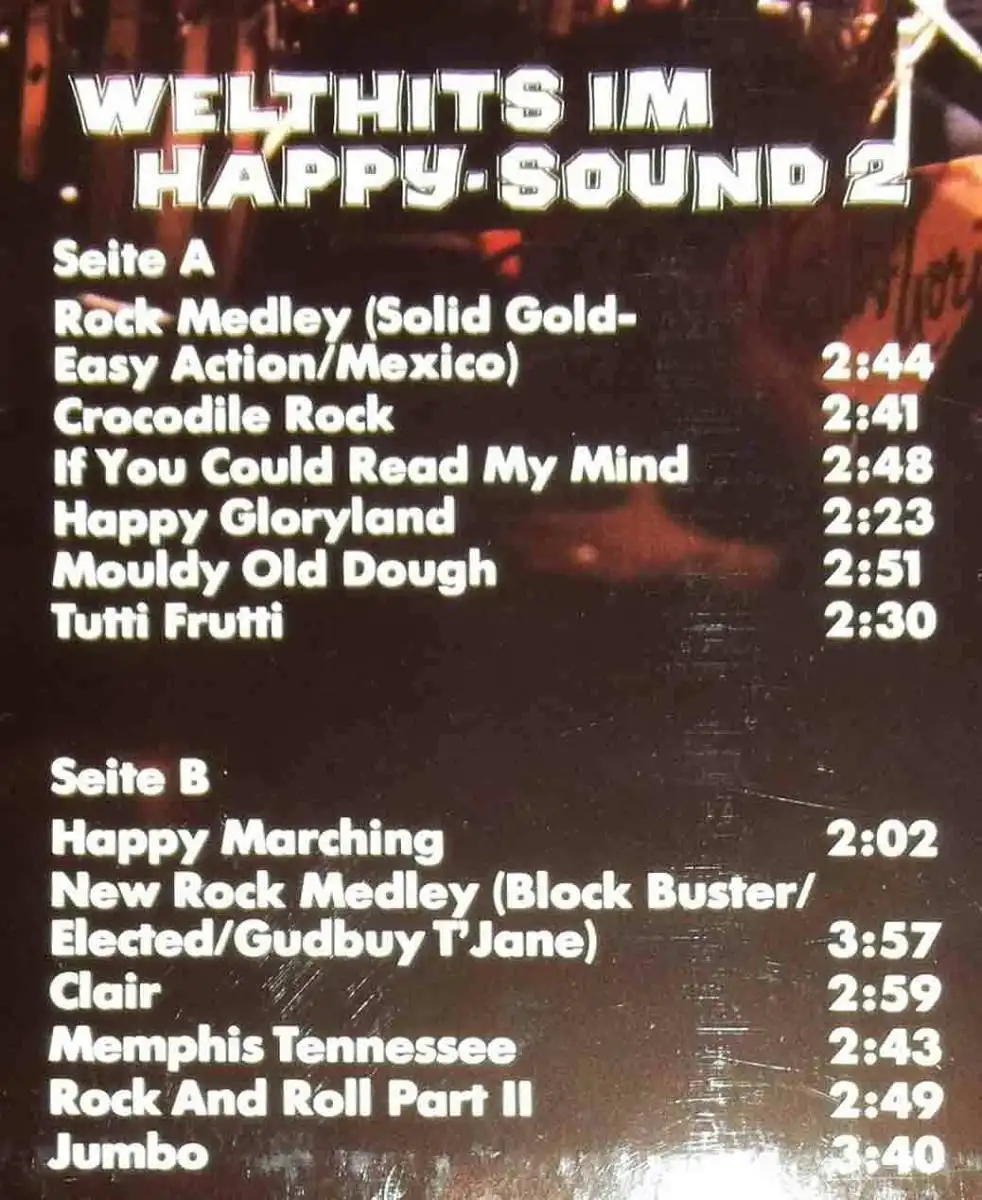 WELTHITS IM
HAPPY-SOUND 2
Seite A
Rock Medley (Solid Gold-
Easy Action/Mexico) 2:44
Crocodile Rock 2:41
If You Could Read My Mind 2:48
Happy Gloryland 2:23
Mouldy Old Dough 2:51
Tutti Frutti 2:30
Seite B
Happy Marching 2:02
New Rock Medley (Block Buster/
Elected/Gudbuy T'Jane) 3:57
Clair 2:59
Memphis Tennessee 2:43
Rock And Roll Part II 2:49
Jumbo 3:40